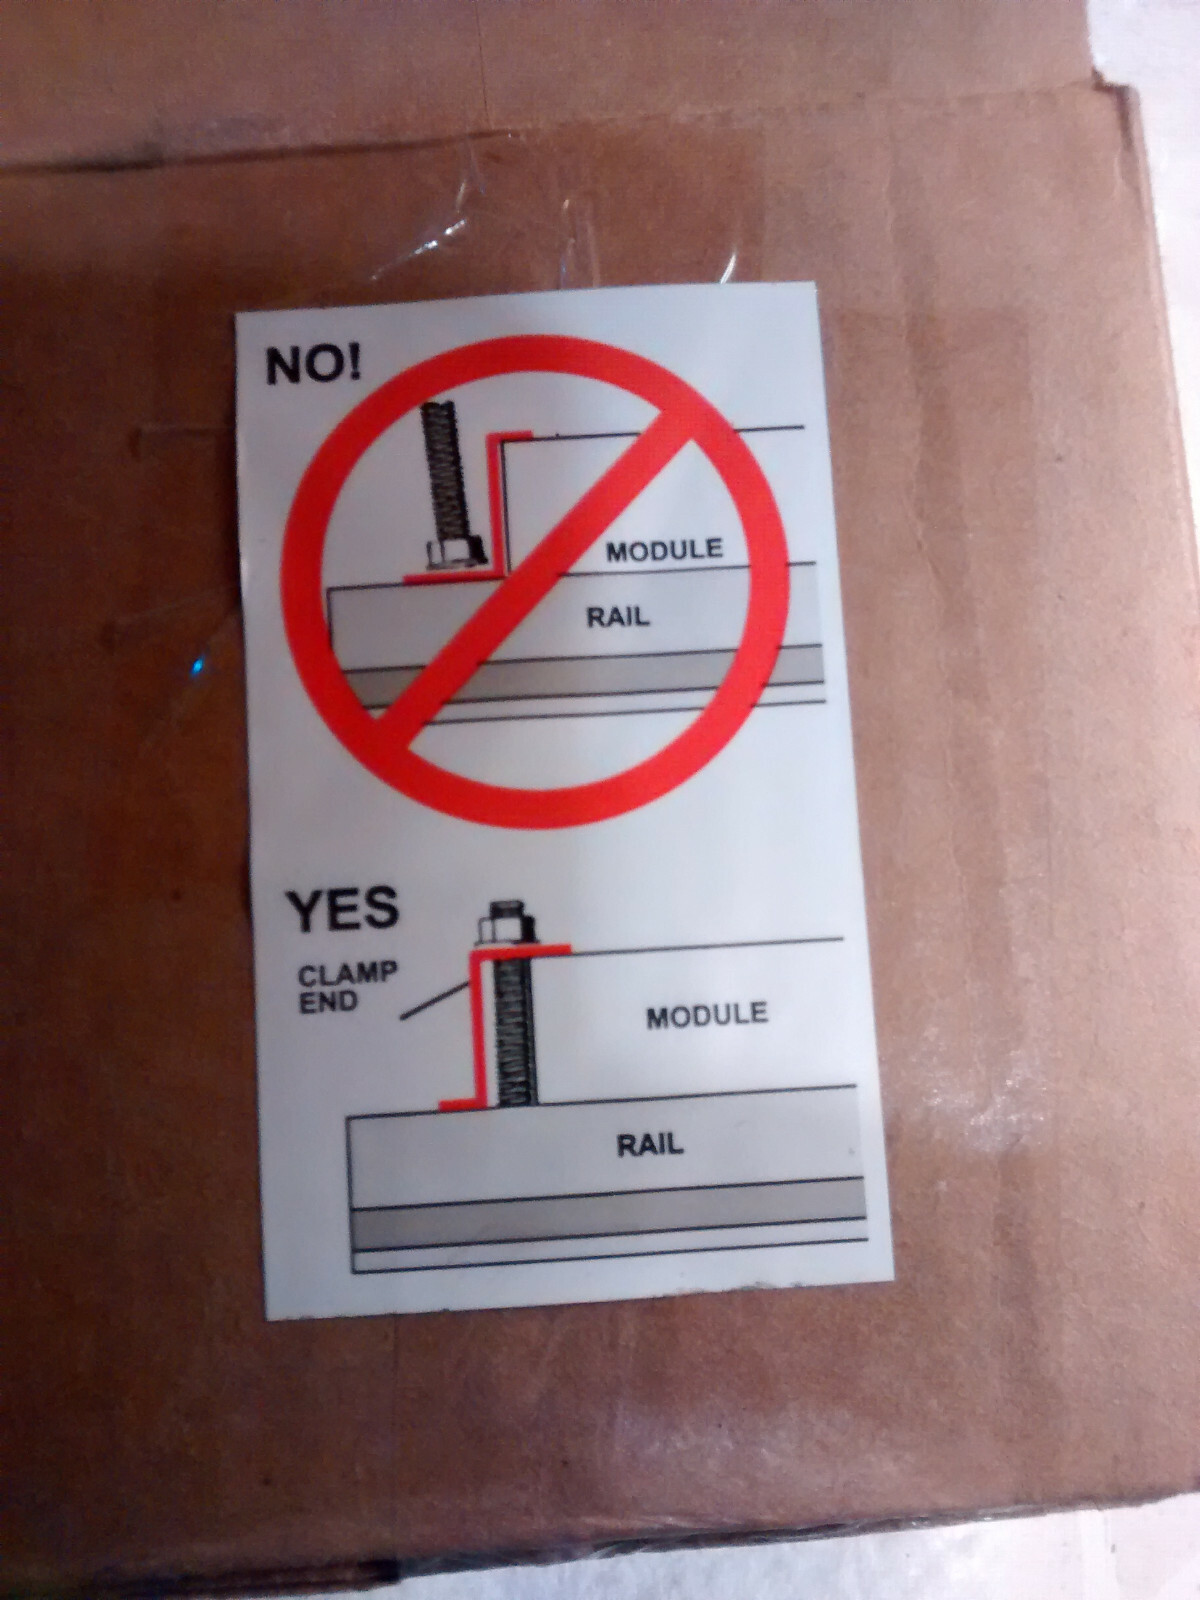 NO!
MODULE
RAIL
YES
CLAMP
END
MODULE
RAIL